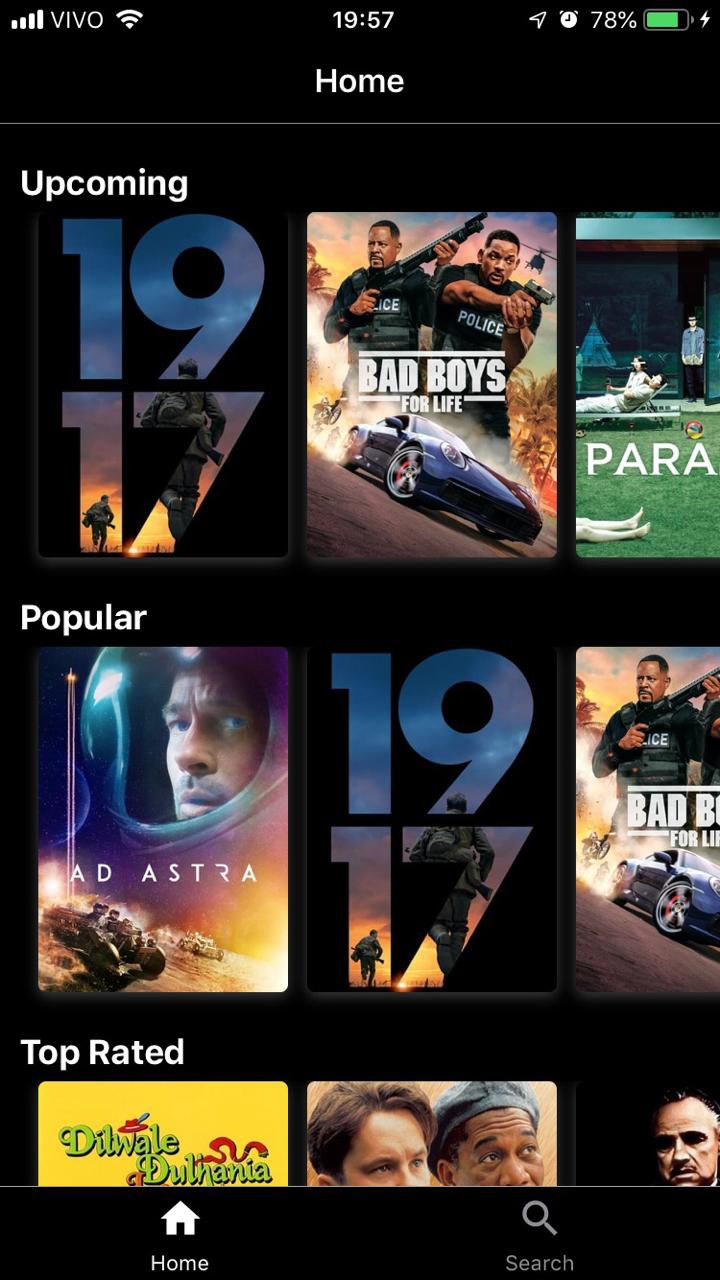 VIVO 19:57 78%
Home
Upcoming
19
17
LICE
POLICE
BAD BOYS
FOR LIFE
PARA
Popular
AD ASTRA
19
17
LICE
BAD BO
FOR LIF
Top Rated
Dilwale
Dulhania
Home Search